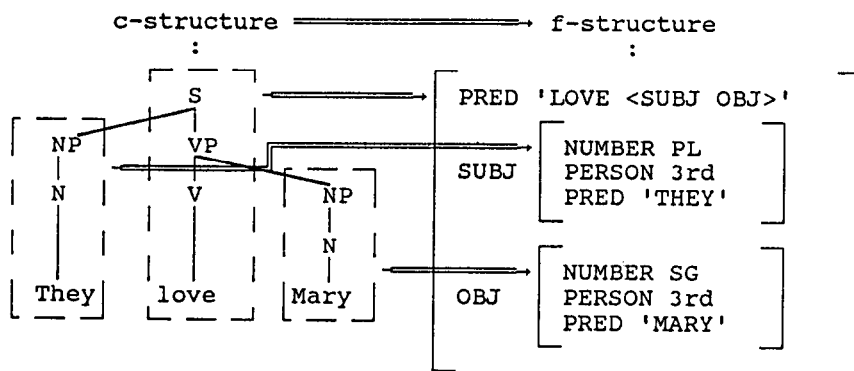 c-structure f-structure
: :
S
PRED 'LOVE <SUBJ OBJ>'
NP VP NUMBER PL
SUBJ PERSON 3rd
N V NP PRED 'THEY'
N NUMBER SG
They love Mary OBJ PERSON 3rd
PRED 'MARY'